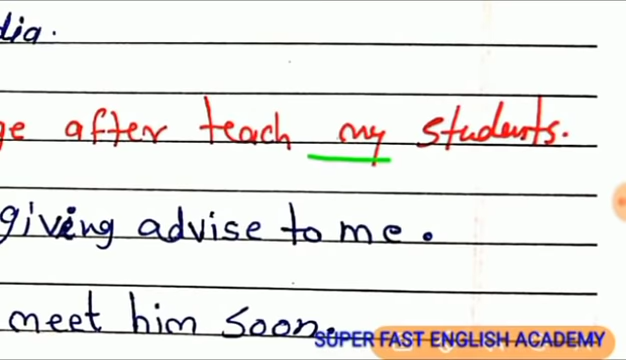 dia.
ge after teach my students.
giving advise to me.
meet him soon.
SUPER FAST ENGLISH ACADEMY